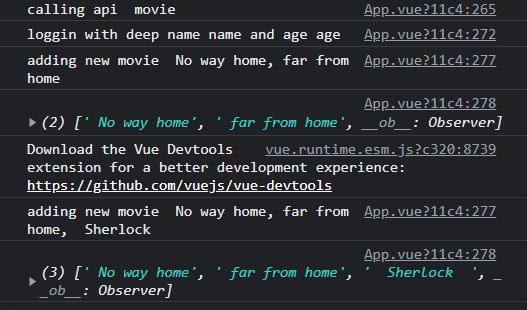 calling api  movie App.vue?11c4:265
loggin with deep name name and age age App.vue?11c4:272
adding new movie  No way home, far from App.vue?11c4:277
home
App.vue?11c4:278
(2) [' No way home', ' far from home', __ob__: Observer]
Download the Vue Devtools vue.runtime.esm.js?c320:8739
extension for a better development experience:
https://github.com/vuejs/vue-devtools
adding new movie  No way home, far from App.vue?11c4:277
home,  Sherlock
App.vue?11c4:278
(3) [' No way home', ' far from home', '  Sherlock  ', _
_ob__: Observer]